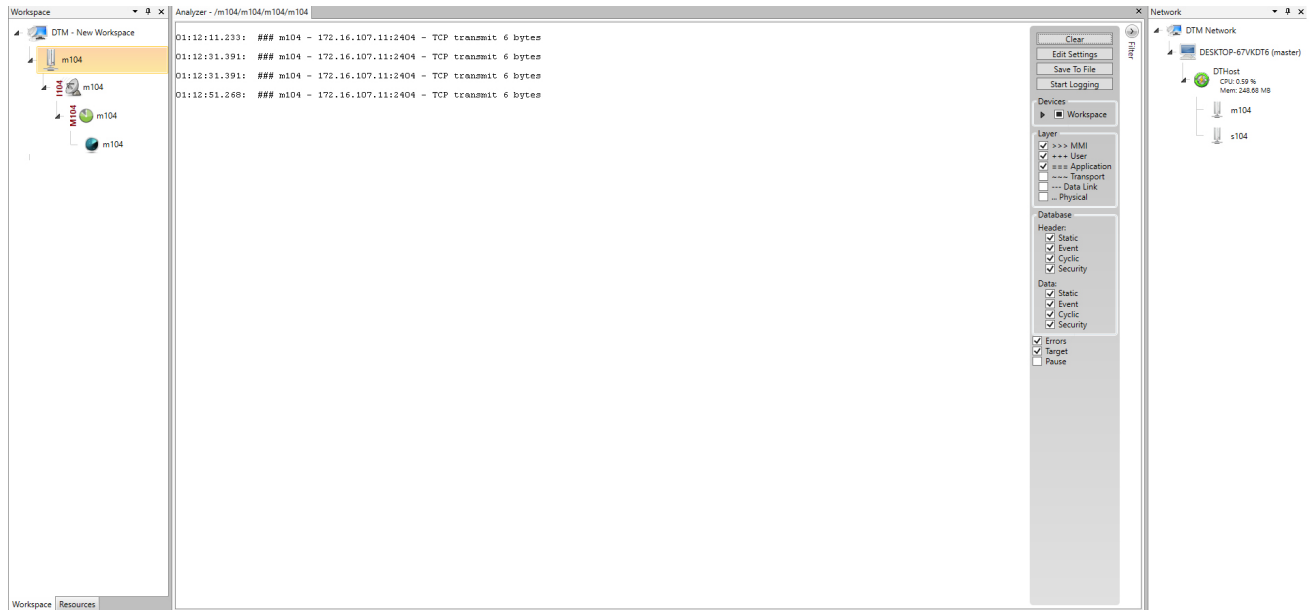 Workspace
DTM - New Workspace
m104
I104 m104
M104 m104
m104
Workspace Resources
Analyzer - /m104/m104/m104/m104
01:12:11.233: ### m104 - 172.16.107.11:2404 - TCP transmit 6 bytes
01:12:31.391: ### m104 - 172.16.107.11:2404 - TCP transmit 6 bytes
01:12:31.391: ### m104 - 172.16.107.11:2404 - TCP transmit 6 bytes
01:12:51.268: ### m104 - 172.16.107.11:2404 - TCP transmit 6 bytes
Clear
Edit Settings
Save To File
Start Logging
Devices
Workspace
Layer
>>> MMI
+++ User
=== Application
~~~ Transport
--- Data Link
... Physical
Database
Header:
Static
Event
Cyclic
Security
Data:
Static
Event
Cyclic
Security
Errors
Target
Pause
Filter
Network
DTM Network
DESKTOP-67VKDT6 (master)
DTHost
CPU: 0.59 %
Mem: 248.68 MB
m104
s104